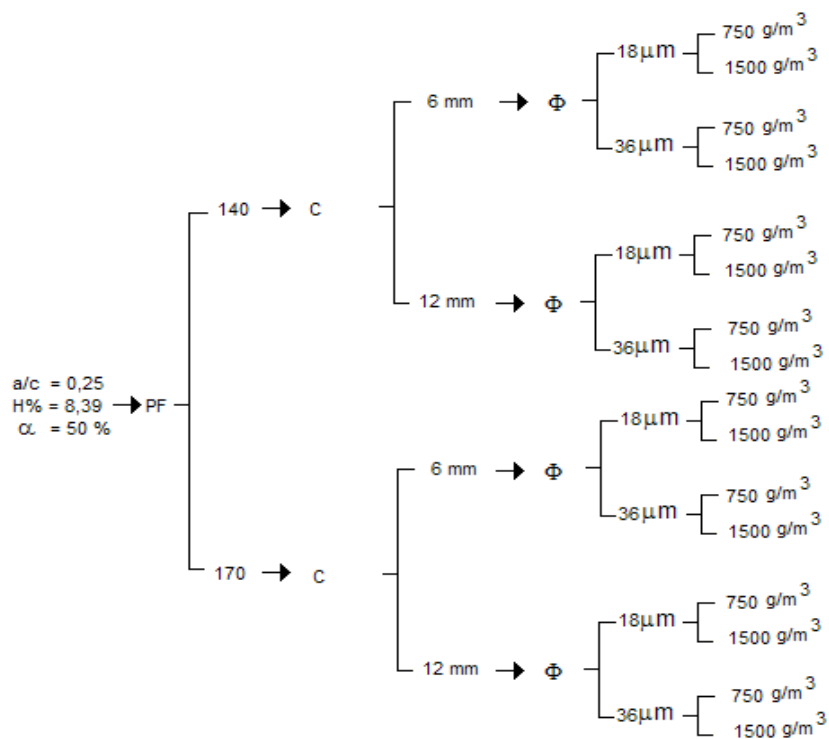 750 g/m³
18μm
1500 g/m³
6 mm
Φ
750 g/m³
36μm
1500 g/m³
140
C
750 g/m³
18μm
1500 g/m³
12 mm
Φ
750 g/m³
36μm
1500 g/m³
a/c = 0,25
H% = 8,39
α = 50 %
PF
750 g/m³
18μm
1500 g/m³
6 mm
Φ
750 g/m³
36μm
1500 g/m³
170
C
750 g/m³
18μm
1500 g/m³
12 mm
Φ
750 g/m³
36μm
1500 g/m³